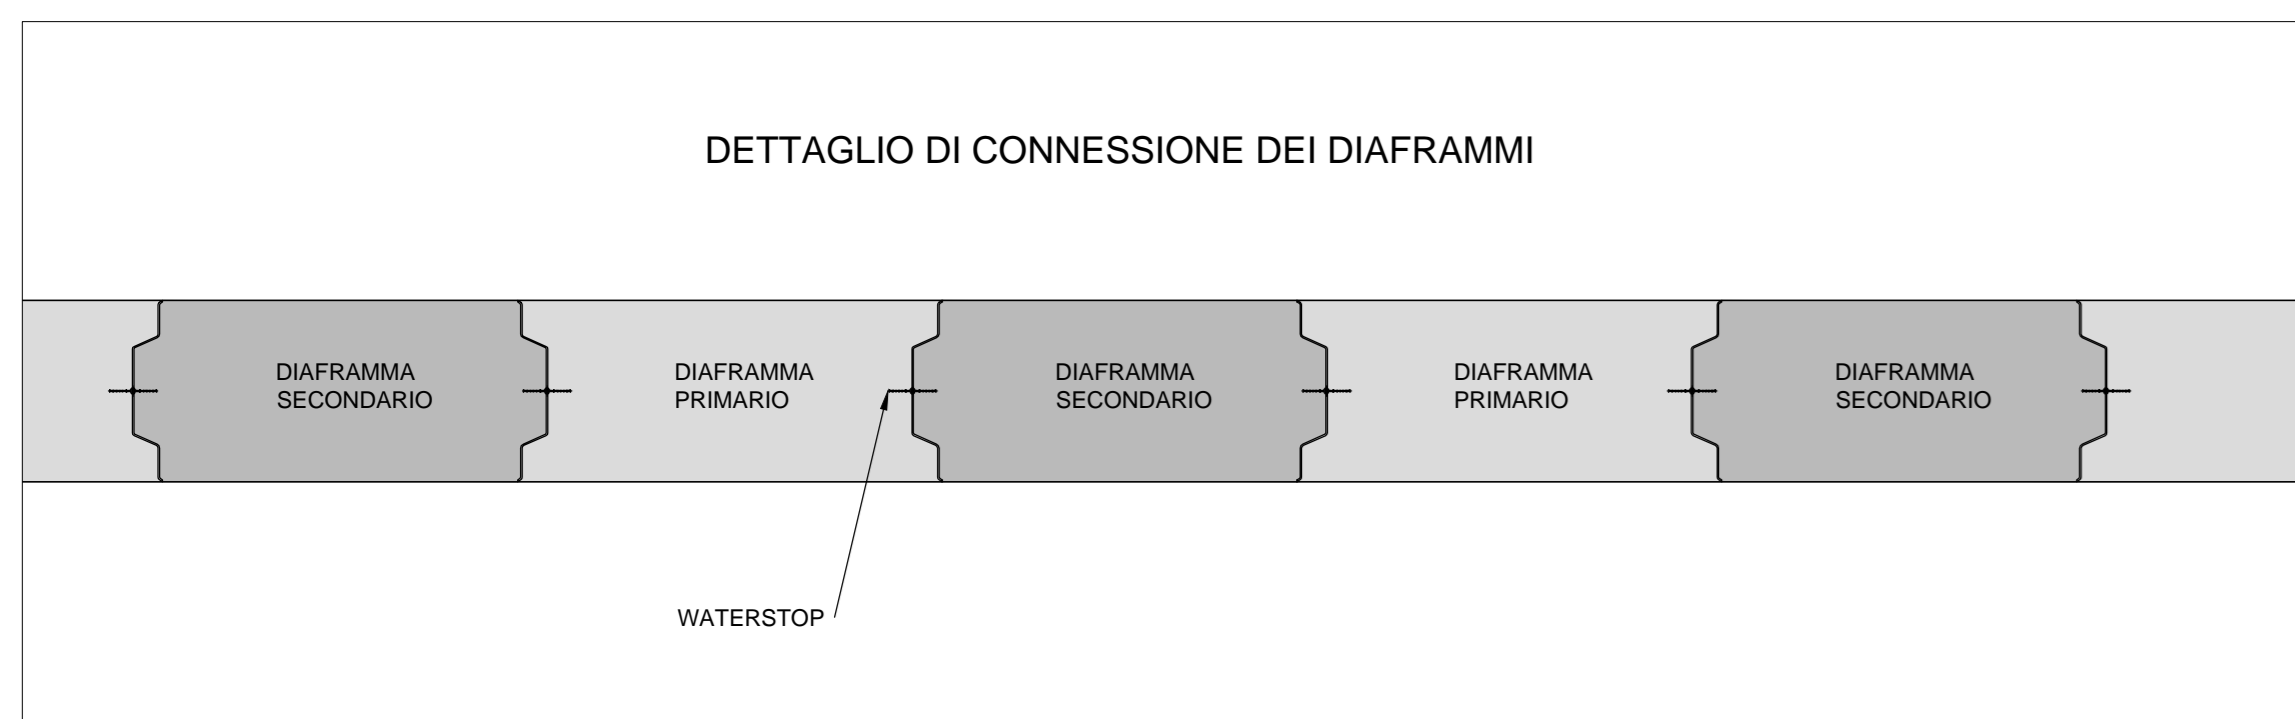 DETTAGLIO DI CONNESSIONE DEI DIAFRAMMI
DIAFRAMMA
SECONDARIO
DIAFRAMMA
PRIMARIO
DIAFRAMMA
SECONDARIO
DIAFRAMMA
PRIMARIO
DIAFRAMMA
SECONDARIO
WATERSTOP